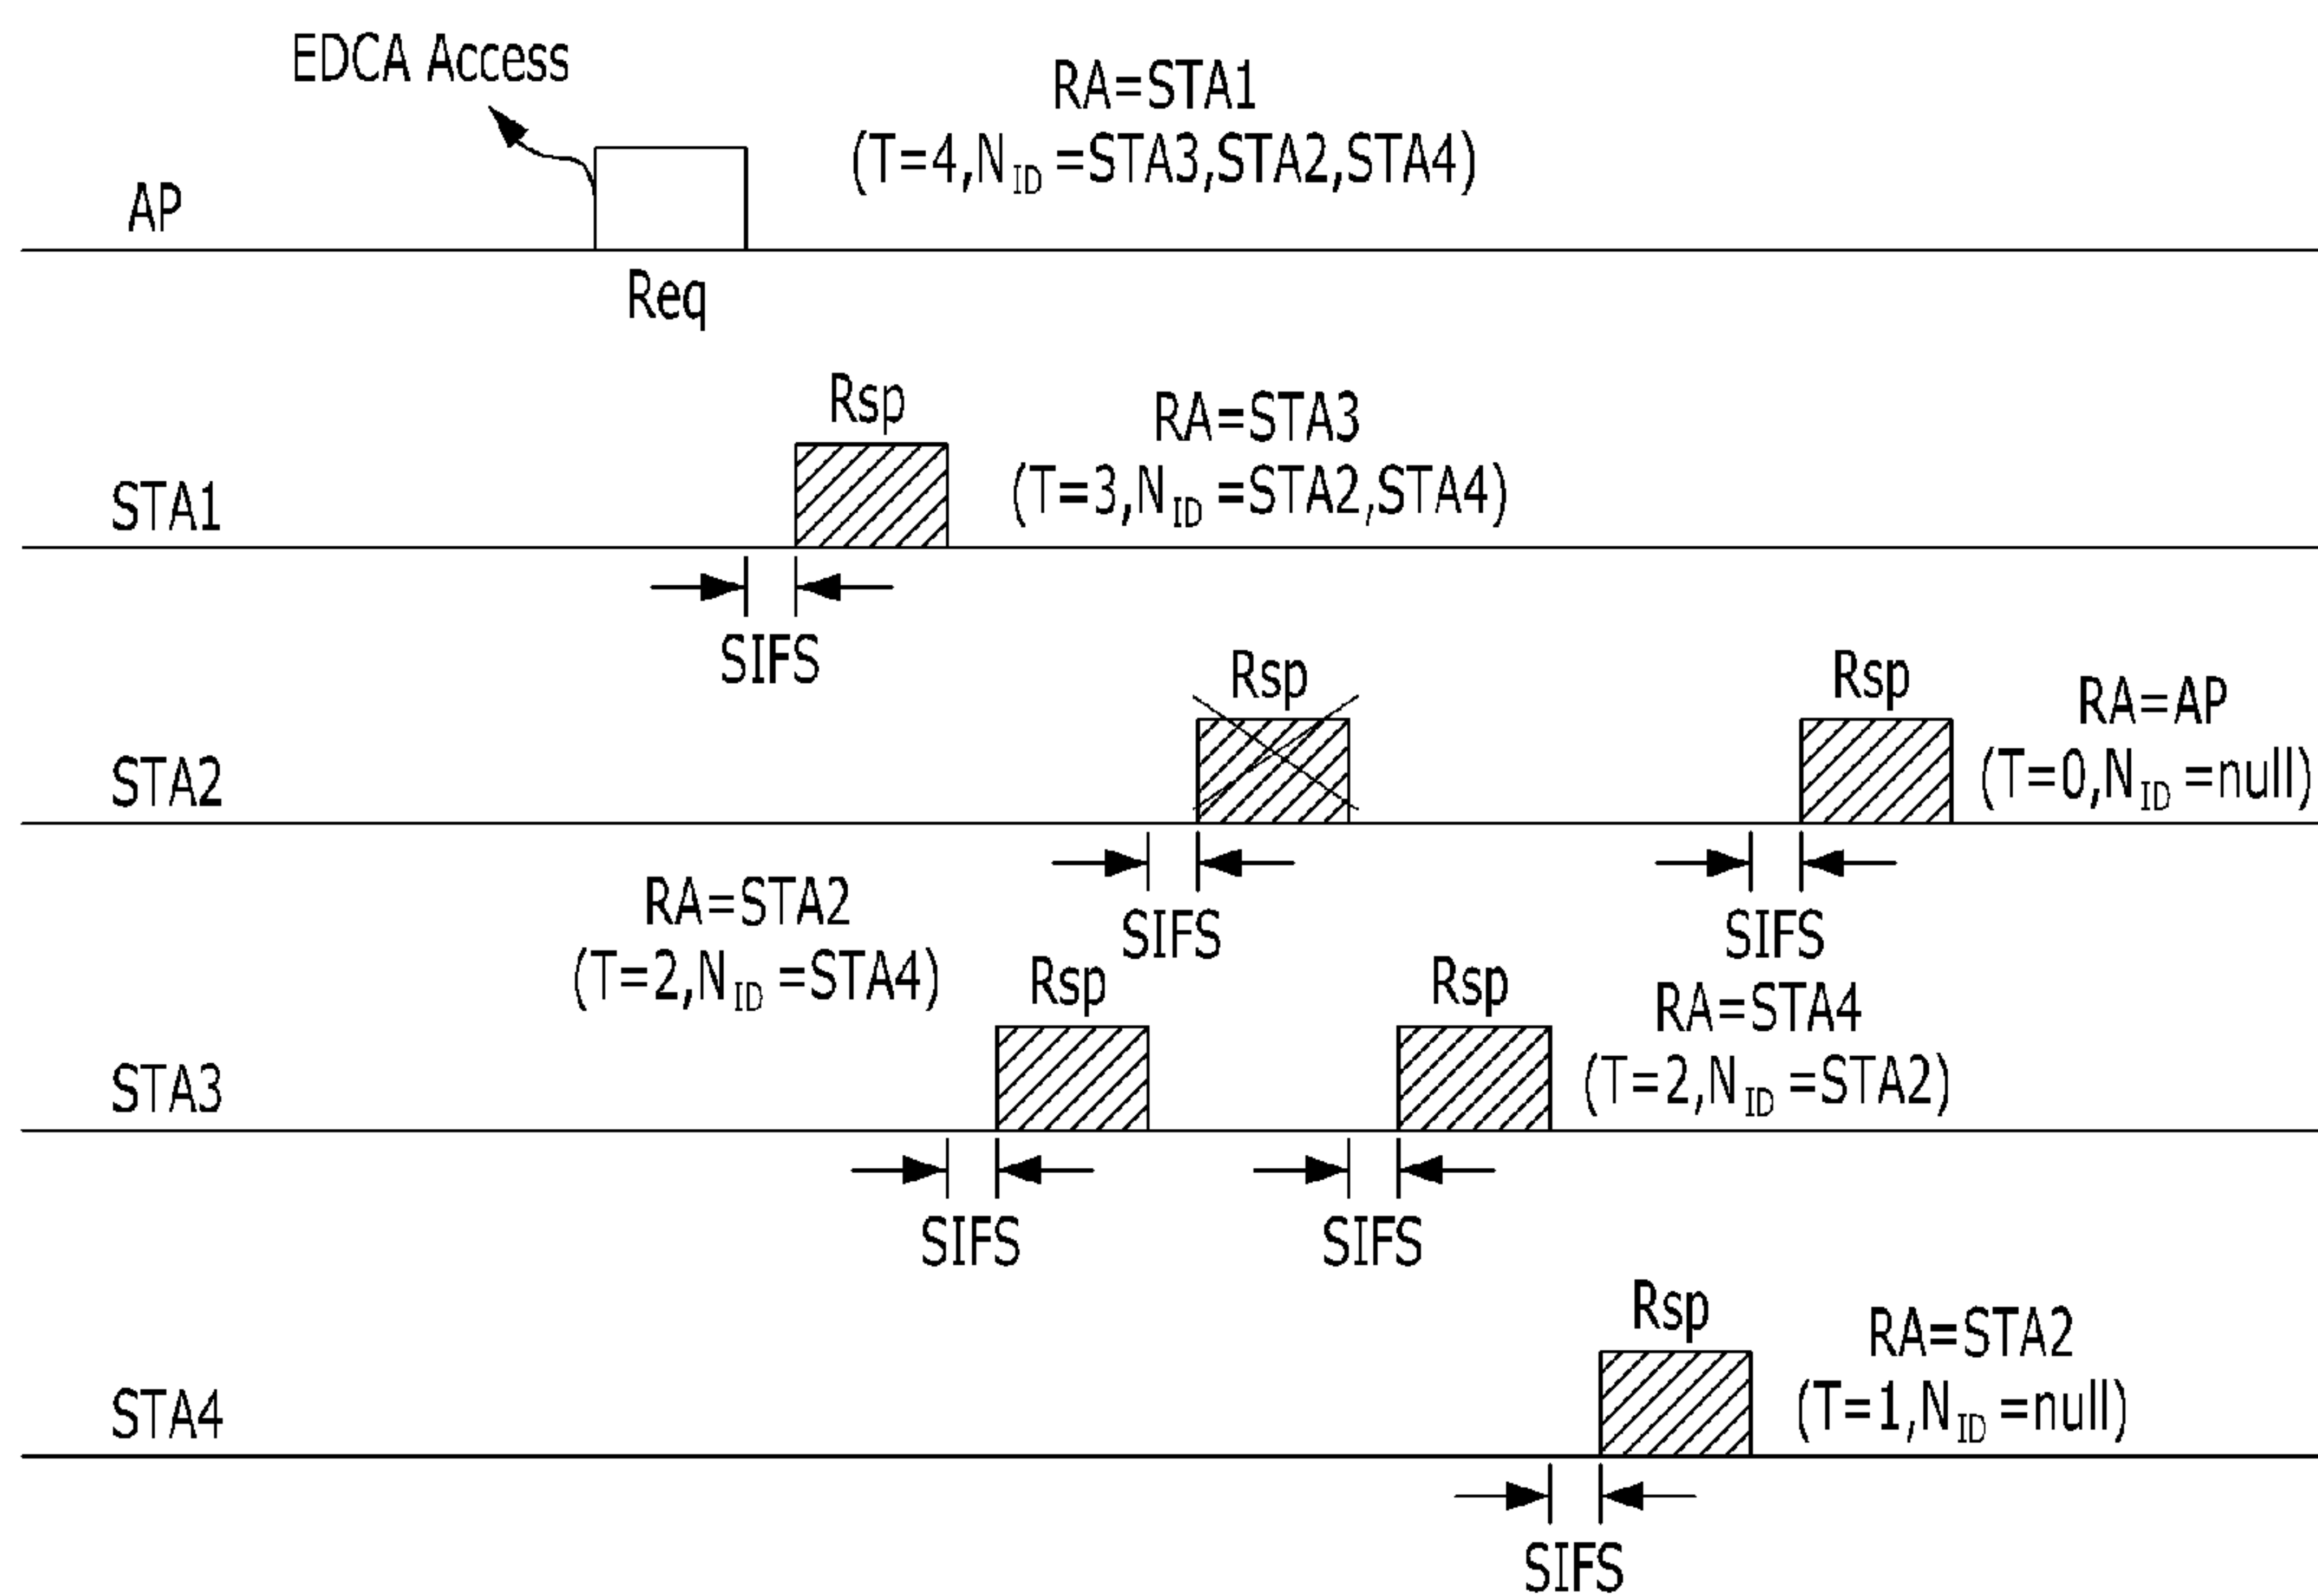 EDCA Access
RA=STA1
(T=4,N_ID=STA3,STA2,STA4)
AP
Req
Rsp
RA=STA3
(T=3,N_ID=STA2,STA4)
STA1
SIFS
Rsp
Rsp
RA=AP
(T=0,N_ID=null)
STA2
SIFS
SIFS
RA=STA2
(T=2,N_ID=STA4)
Rsp
Rsp
RA=STA4
(T=2,N_ID=STA2)
STA3
SIFS
SIFS
Rsp
RA=STA2
(T=1,N_ID=null)
STA4
SIFS